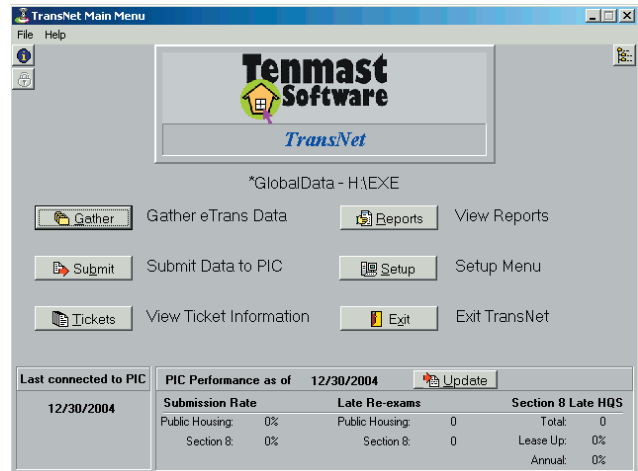 TransNet Main Menu
File Help
Tenmast
Software
TransNet
*GlobalData - H:\EXE
Gather Gather eTrans Data Reports View Reports
Submit Submit Data to PIC Setup Setup Menu
Tickets View Ticket Information Exit Exit TransNet
Last connected to PIC PIC Performance as of 12/30/2004 Update
12/30/2004 Submission Rate Late Re-exams Section 8 Late HQS
Public Housing: 0% Public Housing: 0 Total: 0
Section 8: 0% Section 8: 0 Lease Up: 0%
Annual: 0%